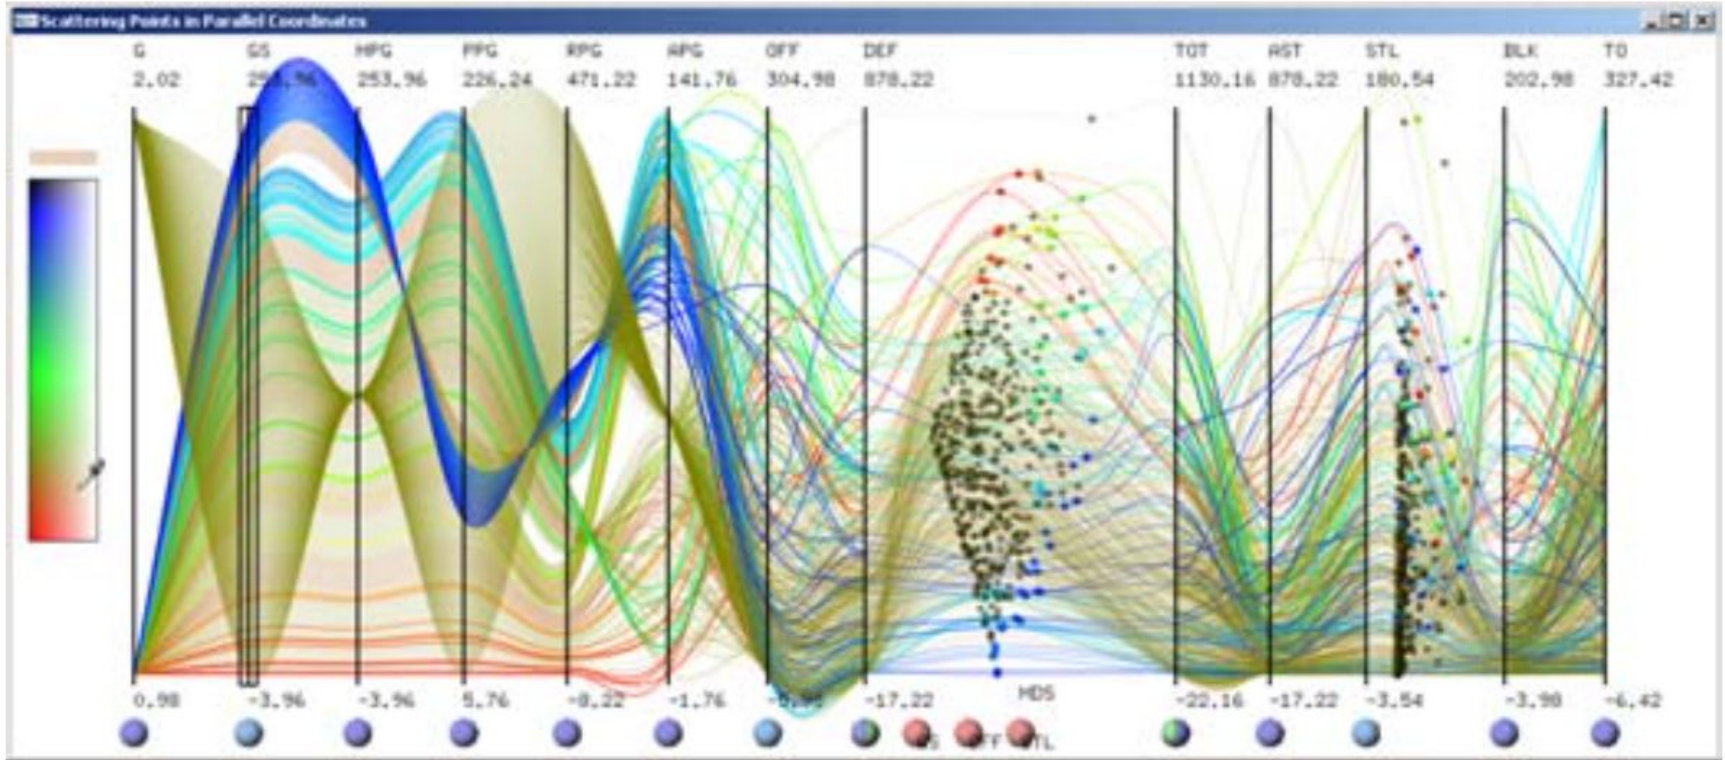 Scattering Points in Parallel Coordinates
G GS HPG PPG RPG APG OFF DEF TOT AST STL BLK TO
2.02 253.96 226.24 471.22 141.76 304.98 878.22 1130.16 878.22 180.54 202.98 327.42
MDS
0.98 -3.96 -3.96 5.76 -8.22 -1.76 -17.22 -22.16 -17.22 -3.54 -3.98 -6.42